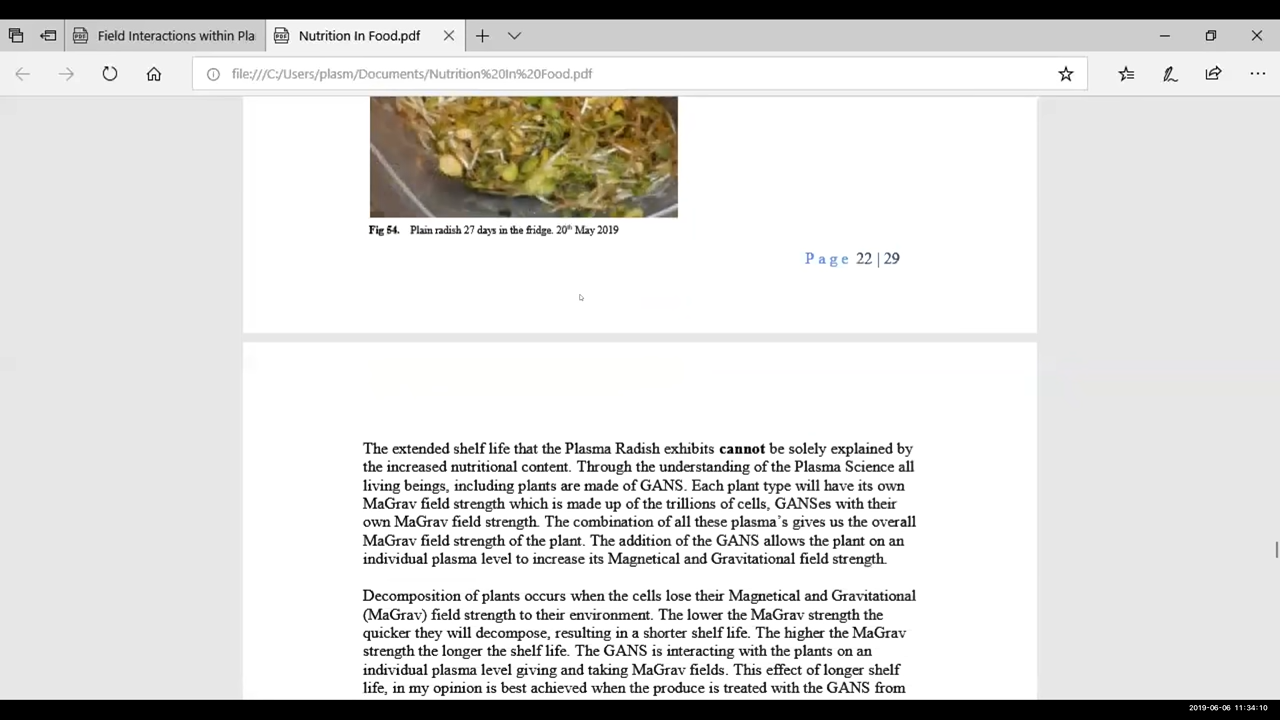 Field Interactions within Pla
Nutrition In Food.pdf
file:///C:/Users/plasm/Documents/Nutrition%20In%20Food.pdf
Fig 54. Plain radish 27 days in the fridge. 20th May 2019
Page 22 | 29
The extended shelf life that the Plasma Radish exhibits cannot be solely explained by
the increased nutritional content. Through the understanding of the Plasma Science all
living beings, including plants are made of GANS. Each plant type will have its own
MaGrav field strength which is made up of the trillions of cells, GANSes with their
own MaGrav field strength. The combination of all these plasma's gives us the overall
MaGrav field strength of the plant. The addition of the GANS allows the plant on an
individual plasma level to increase its Magnetical and Gravitational field strength.
Decomposition of plants occurs when the cells lose their Magnetical and Gravitational
(MaGrav) field strength to their environment. The lower the MaGrav strength the
quicker they will decompose, resulting in a shorter shelf life. The higher the MaGrav
strength the longer the shelf life. The GANS is interacting with the plants on an
individual plasma level giving and taking MaGrav fields. This effect of longer shelf
life, in my opinion is best achieved when the produce is treated with the GANS from
2019-06-06 11:34:10